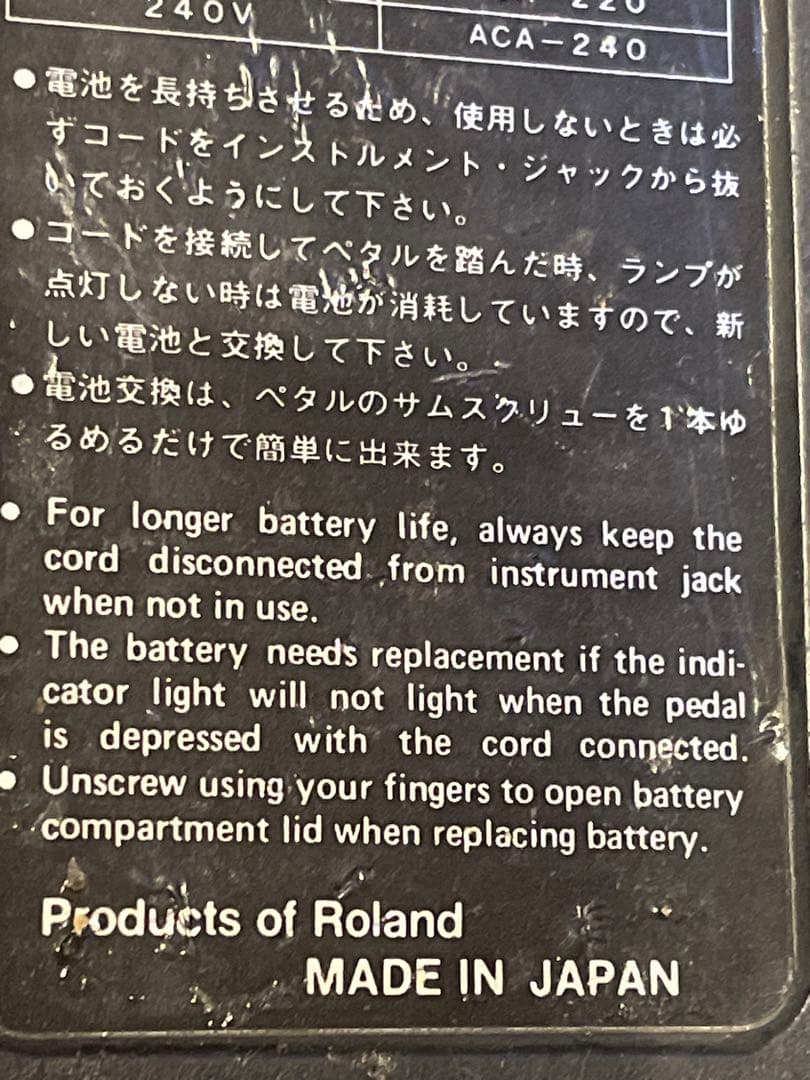 240V
220
ACA-240
● 電池を長持ちさせるため、使用しないときは必
ずコードをインストルメント・ジャックから抜
いておくようにして下さい。
● コードを接続してペタルを踏んだ時、ランプが
点灯しない時は電池が消耗していますので、新
しい電池と交換して下さい。
● 電池交換は、ペタルのサムスクリューを1本ゆ
るめるだけで簡単に出来ます。
● For longer battery life, always keep the
cord disconnected from instrument jack
when not in use.
● The battery needs replacement if the indi-
cator light will not light when the pedal
is depressed with the cord connected.
● Unscrew using your fingers to open battery
compartment lid when replacing battery.
Products of Roland
MADE IN JAPAN